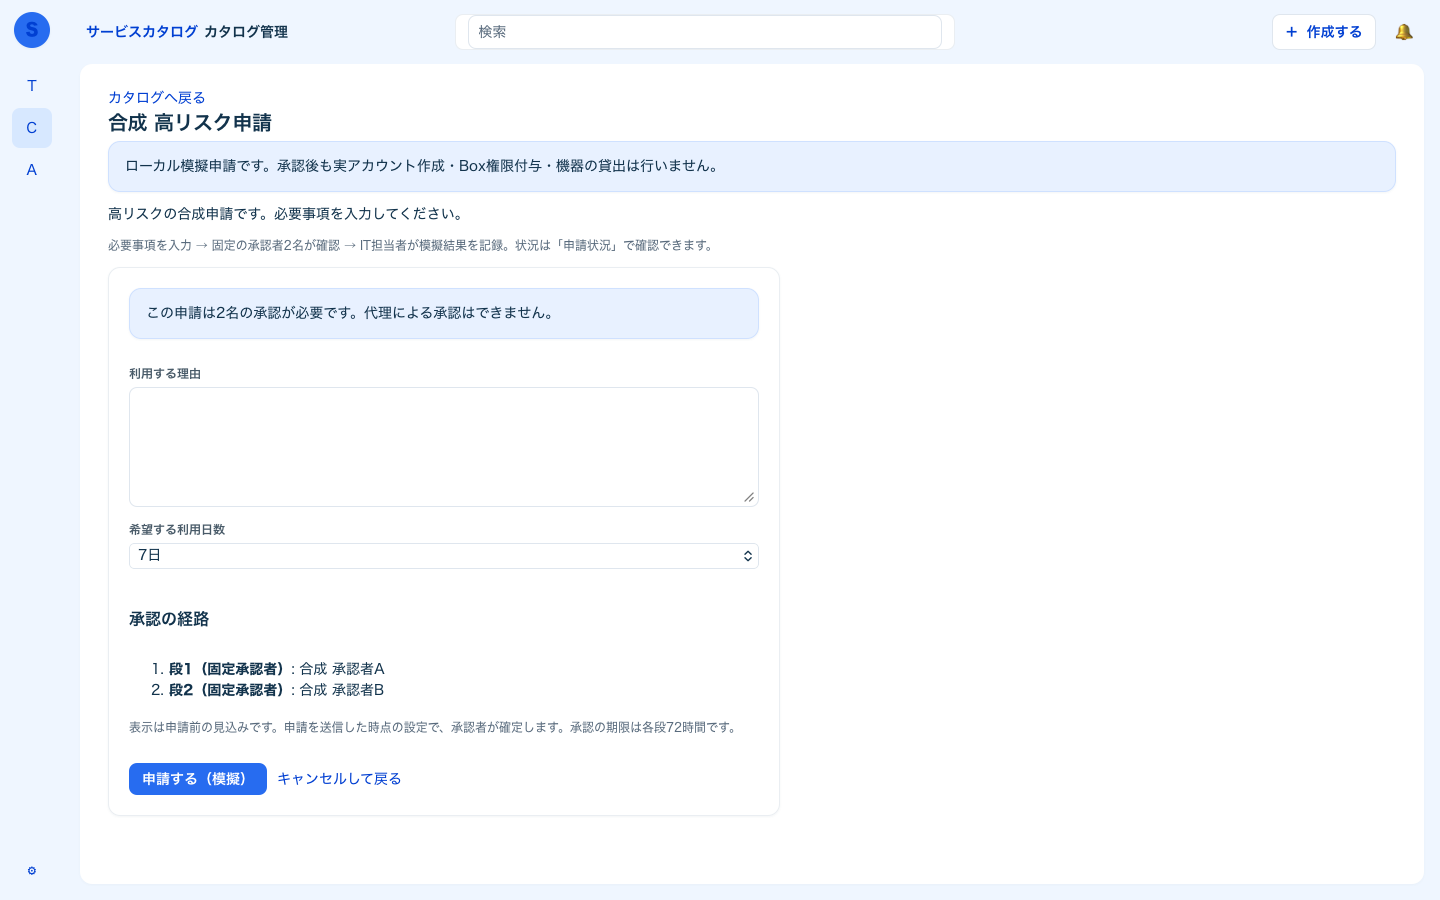 S
サービスカタログ カタログ管理
検索
+ 作成する
T
C
A
カタログへ戻る
合成 高リスク申請
ローカル模擬申請です。承認後も実アカウント作成・Box権限付与・機器の貸出は行いません。
高リスクの合成申請です。必要事項を入力してください。
必要事項を入力 → 固定の承認者2名が確認 → IT担当者が模擬結果を記録。状況は「申請状況」で確認できます。
この申請は2名の承認が必要です。代理による承認はできません。
利用する理由
希望する利用日数
7日
承認の経路
1. 段1（固定承認者）: 合成 承認者A
2. 段2（固定承認者）: 合成 承認者B
表示は申請前の見込みです。申請を送信した時点の設定で、承認者が確定します。承認の期限は各段72時間です。
申請する（模擬） キャンセルして戻る